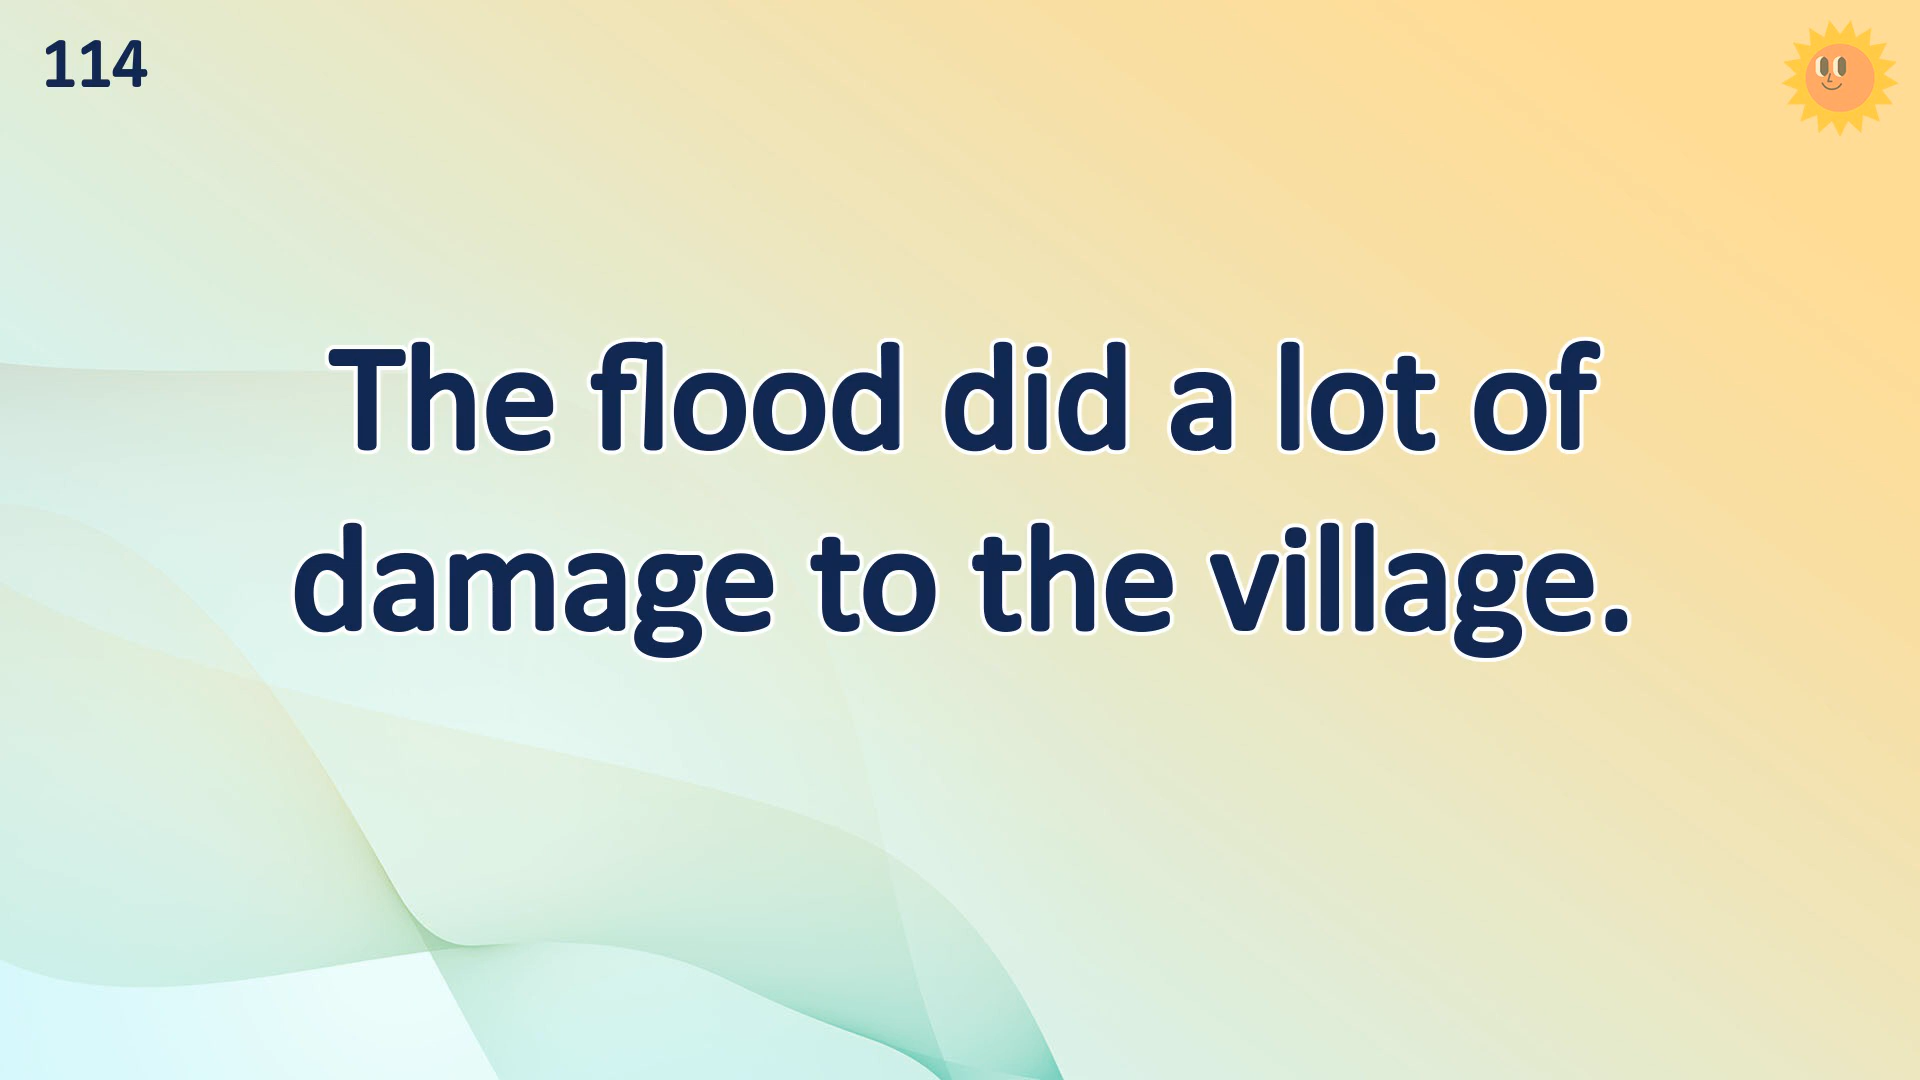 114
The flood did a lot of
damage to the village.